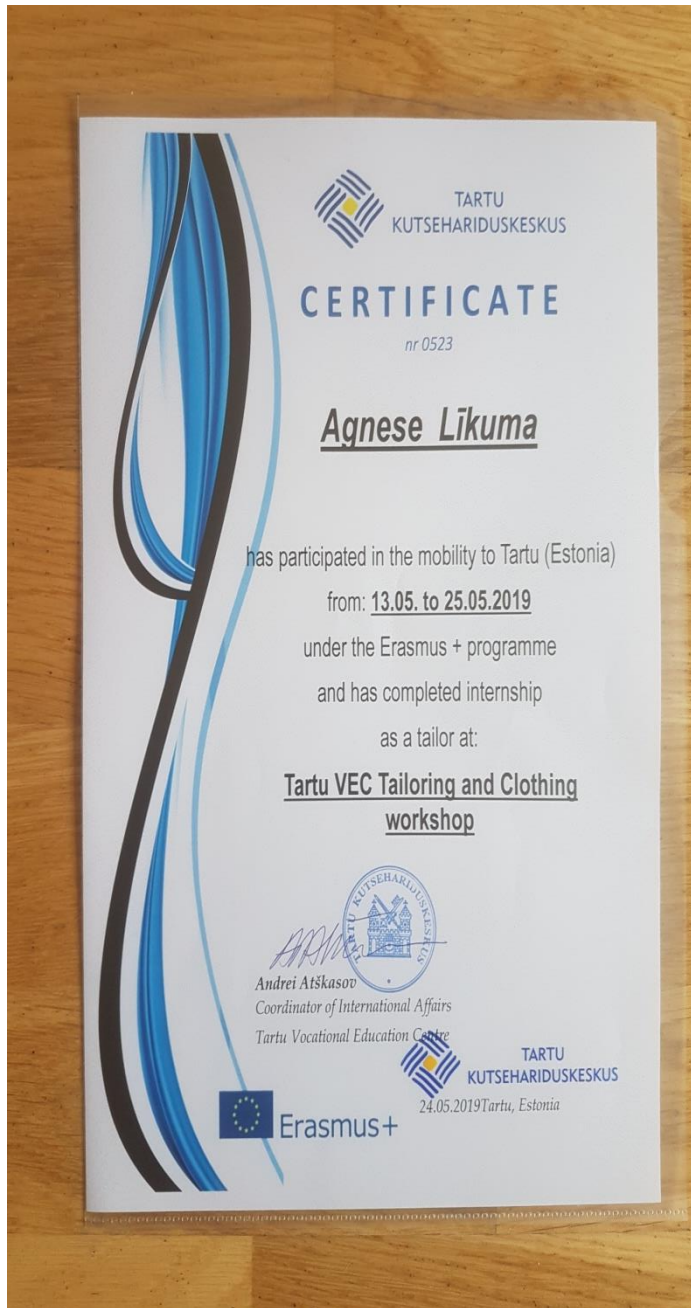 TARTU
KUTSEHARIDUSKESKUS
CERTIFICATE
nr 0523
Agnese Līkuma
has participated in the mobility to Tartu (Estonia)
from: 13.05. to 25.05.2019
under the Erasmus + programme
and has completed internship
as a tailor at:
Tartu VEC Tailoring and Clothing
workshop
TARTU KUTSEHARIDUSKESKUS
Andrei Atškasov
Coordinator of International Affairs
Tartu Vocational Education Centre
TARTU
KUTSEHARIDUSKESKUS
24.05.2019Tartu, Estonia
Erasmus+